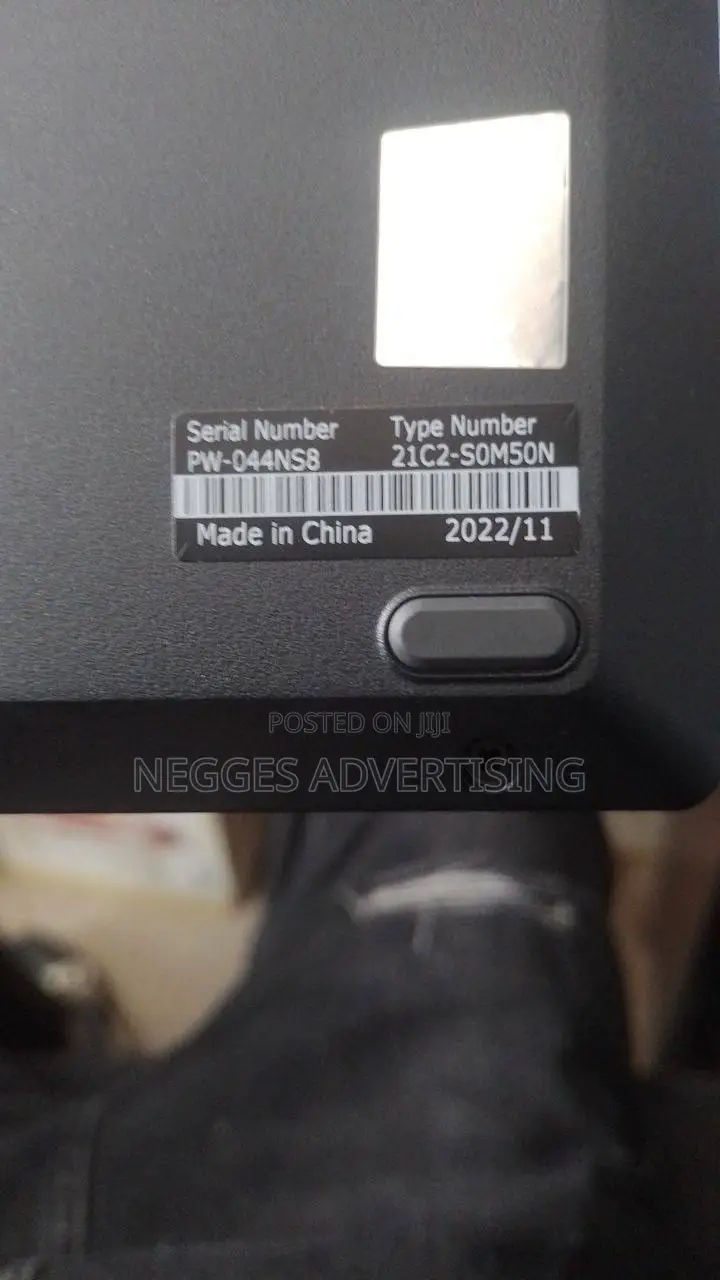 Serial Number Type Number
PW-044NS8 21C2-S0M50N
Made in China 2022/11
POSTED ON JIJI
NEGGES ADVERTISING